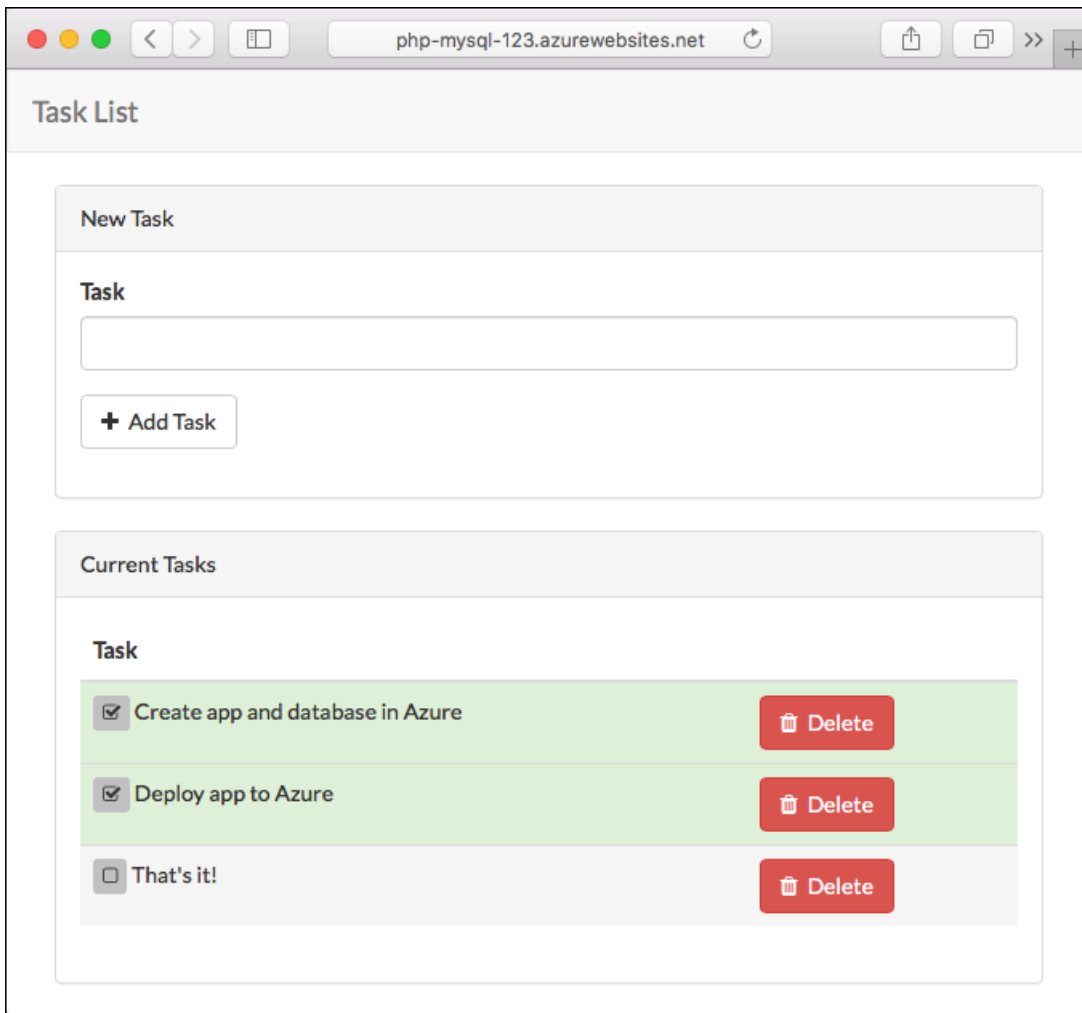 php-mysql-123.azurewebsites.net
Task List
New Task
Task
Add Task
Current Tasks
Task
Create app and database in Azure
Delete
Deploy app to Azure
Delete
That's it!
Delete